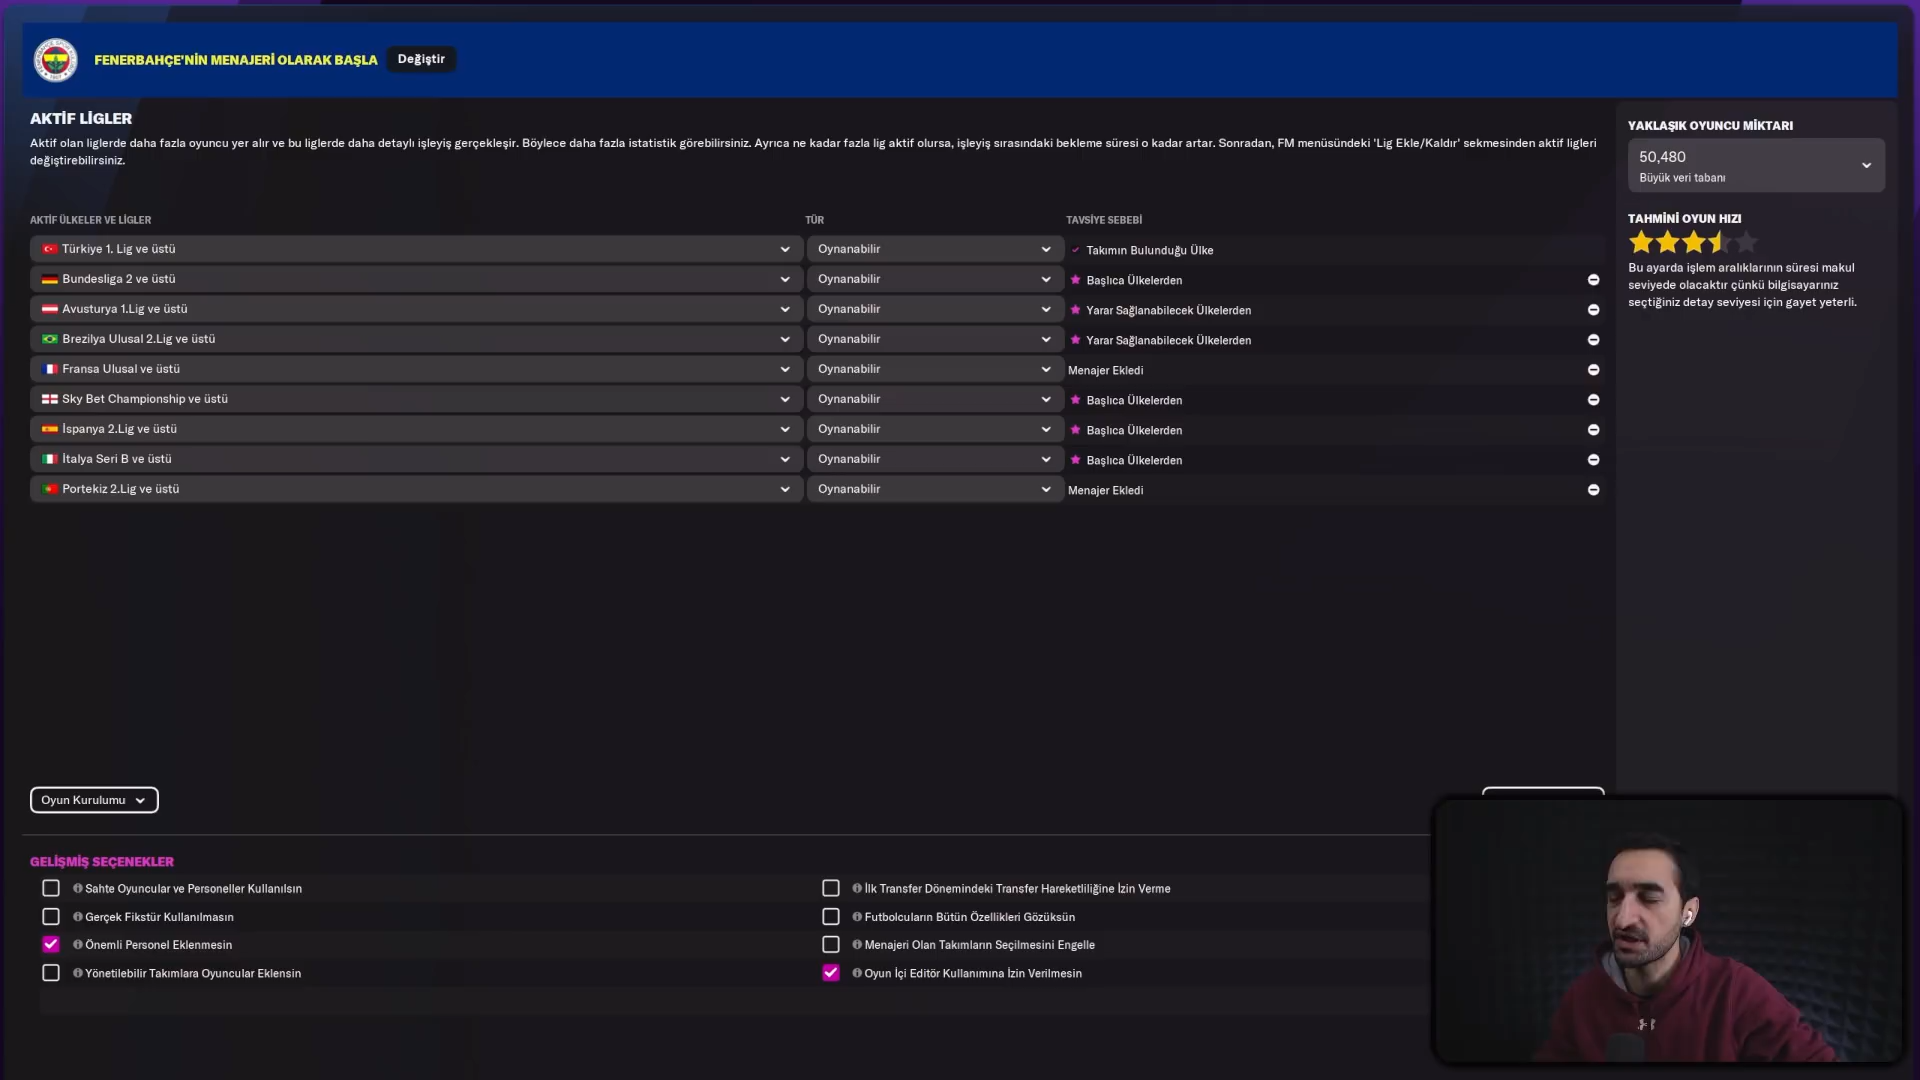 FENERBAHÇE'NİN MENAJERİ OLARAK BAŞLA
Değiştir
AKTİF LİGLER
Aktif olan liglerde daha fazla oyuncu yer alır ve bu liglerde daha detaylı işleyiş gerçekleşir. Böylece daha fazla istatistik görebilirsiniz. Ayrıca ne kadar fazla lig aktif olursa, işleyiş sırasındaki bekleme süresi o kadar artar. Sonradan, FM menüsündeki 'Lig Ekle/Kaldır' sekmesinden aktif ligleri
değiştirebilirsiniz.
AKTİF ÜLKELER VE LİGLER TÜR TAVSİYE SEBEBİ
Türkiye 1. Lig ve üstü Oynanabilir Takımın Bulunduğu Ülke
Bundesliga 2 ve üstü Oynanabilir Başlıca Ülkelerden
Avusturya 1.Lig ve üstü Oynanabilir Yarar Sağlanabilecek Ülkelerden
Brezilya Ulusal 2.Lig ve üstü Oynanabilir Yarar Sağlanabilecek Ülkelerden
Fransa Ulusal ve üstü Oynanabilir Menajer Ekledi
Sky Bet Championship ve üstü Oynanabilir Başlıca Ülkelerden
İspanya 2.Lig ve üstü Oynanabilir Başlıca Ülkelerden
İtalya Seri B ve üstü Oynanabilir Başlıca Ülkelerden
Portekiz 2.Lig ve üstü Oynanabilir Menajer Ekledi
YAKLAŞIK OYUNCU MİKTARI
50,480
Büyük veri tabanı
TAHMİNİ OYUN HIZI
Bu ayarda işlem aralıklarının süresi makul
seviyede olacaktır çünkü bilgisayarınız
seçtiğiniz detay seviyesi için gayet yeterli.
Oyun Kurulumu
GELİŞMİŞ SEÇENEKLER
Sahte Oyuncular ve Personeller Kullanılsın İlk Transfer Dönemindeki Transfer Hareketliliğine İzin Verme
Gerçek Fikstür Kullanılmasın Futbolcuların Bütün Özellikleri Gözüksün
Önemli Personel Eklenmesin Menajeri Olan Takımların Seçilmesini Engelle
Yönetilebilir Takımlara Oyuncular Eklensin Oyun İçi Editör Kullanımına İzin Verilmesin